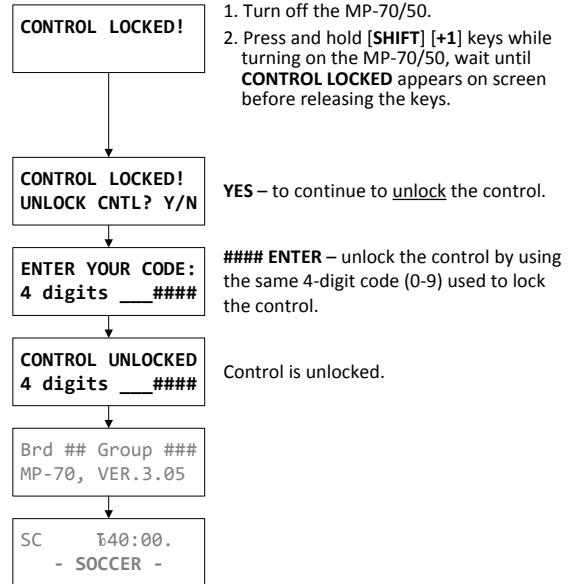 CONTROL LOCKED!
1. Turn off the MP-70/50.
2. Press and hold [SHIFT] [+1] keys while
turning on the MP-70/50, wait until
CONTROL LOCKED appears on screen
before releasing the keys.
CONTROL LOCKED!
UNLOCK CNTL? Y/N
YES – to continue to unlock the control.
ENTER YOUR CODE:
4 digits ___####
#### ENTER – unlock the control by using
the same 4-digit code (0-9) used to lock
the control.
CONTROL UNLOCKED
4 digits ___####
Control is unlocked.
Brd ## Group ###
MP-70, VER.3.05
SC 40:00.
- SOCCER -